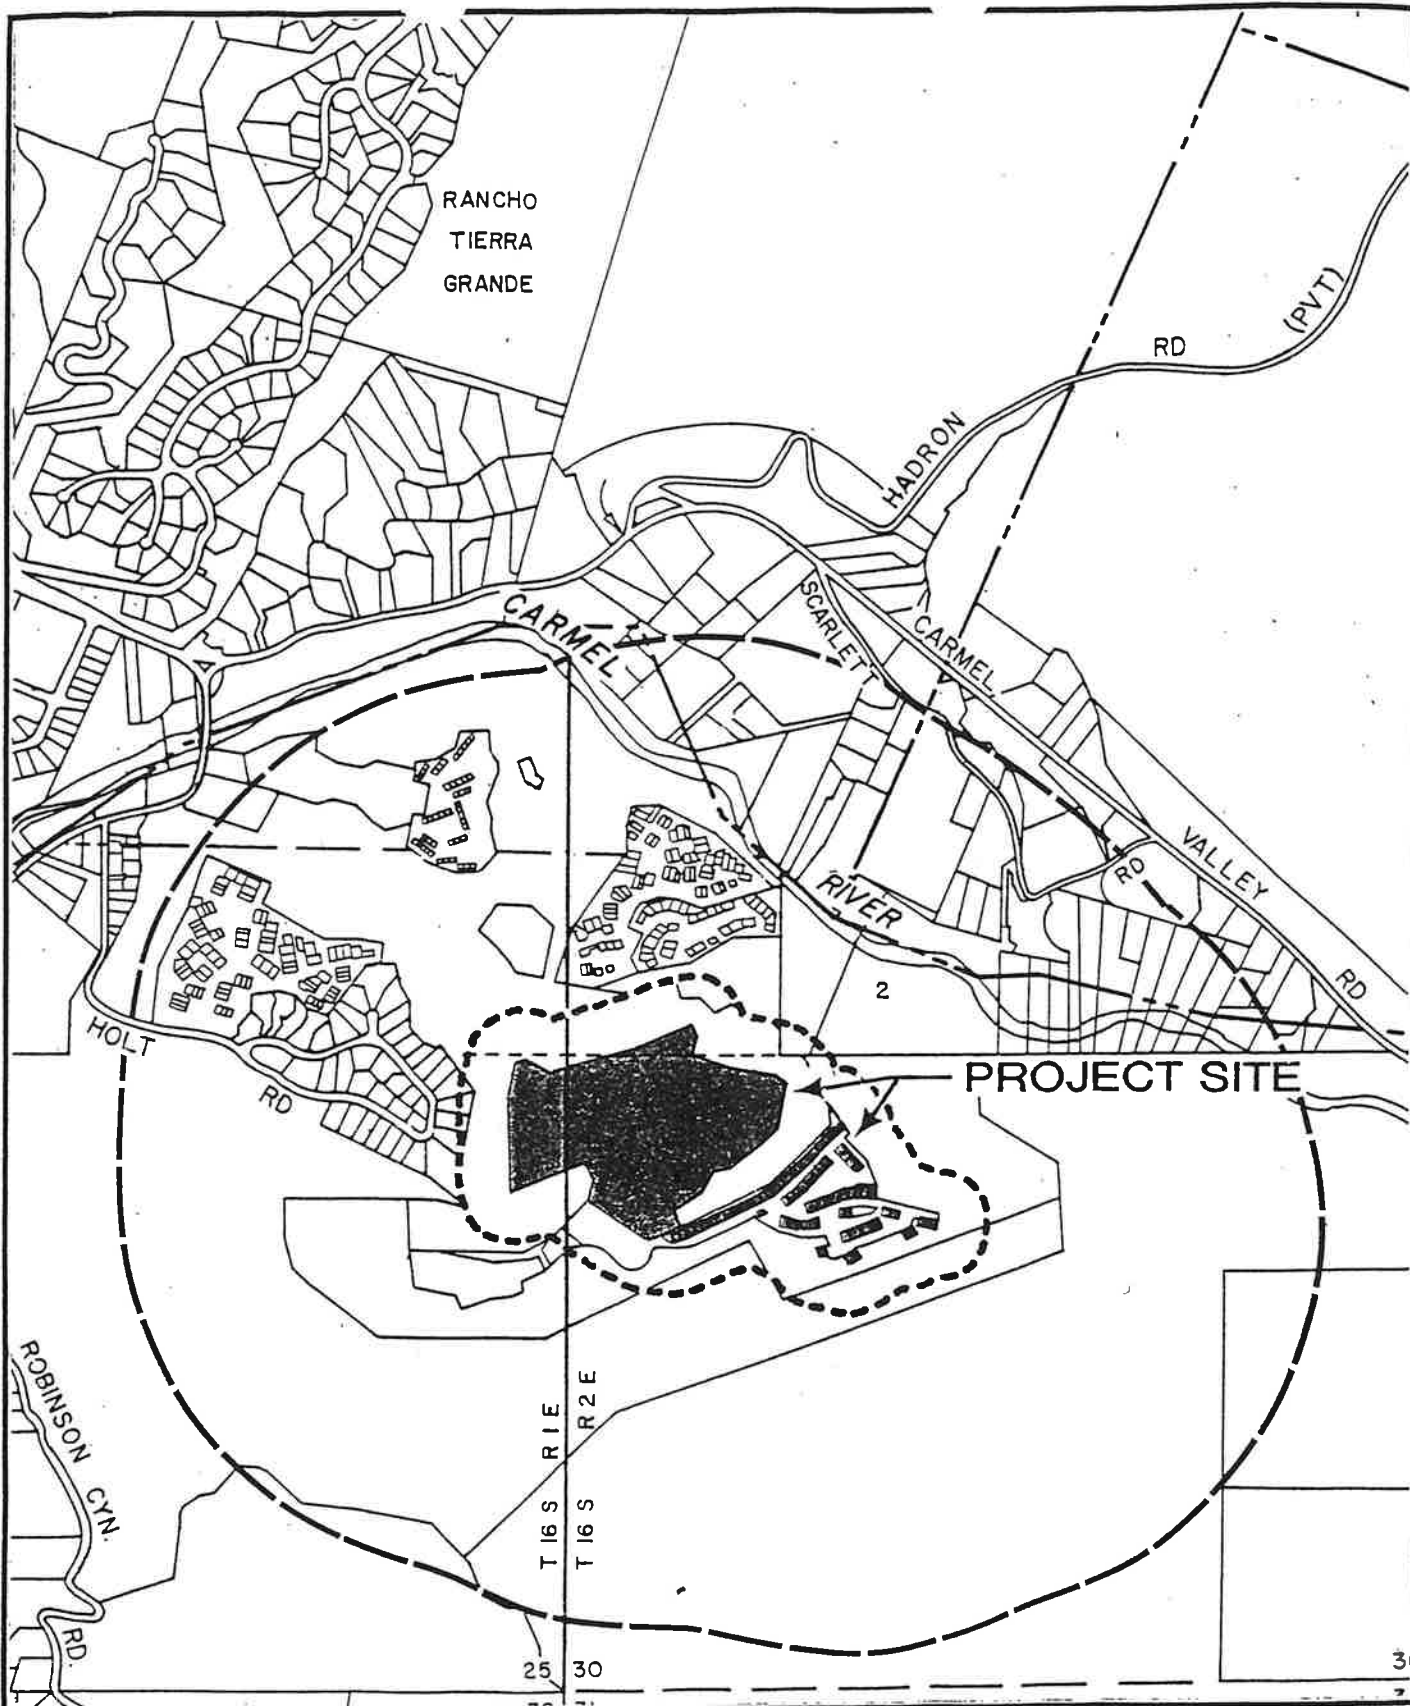 RANCHO
TIERRA
GRANDE
(PVT)
RD
HADRON
SCARLETT
CARMEL
CARMEL
VALLEY
RD
RD
RIVER
2
HOLT
RD
PROJECT SITE
ROBINSON CYN.
RD.
T16S R1E
T16S R2E
25
30